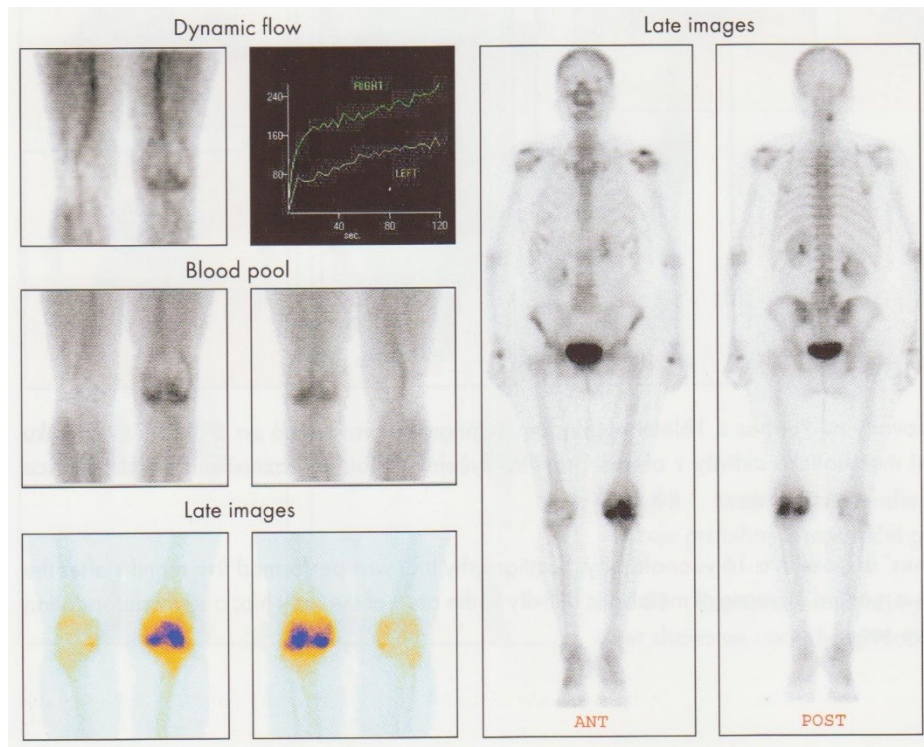 Dynamic flow
Late images
RIGHT
240
160
80
LEFT
40
80
120
sec.
Blood pool
Late images
ANT
POST